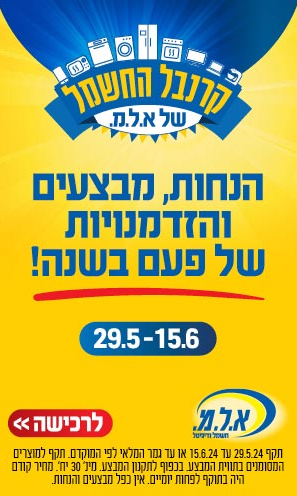 קרנבל החשמל
של א.ל.מ.
הנחות, מבצעים
והזדמנויות
של פעם בשנה!
29.5-15.6
א.ל.מ.
חשמל ודיגיטל
לרכישה >>
תקף 29.5.24 עד 15.6.24 או עד גמר המלאי לפי המוקדם. תקף למוצרים
המסומנים בתווית המבצע. בכפוף לתקנון המבצע. מינ' 30 יח'. מחיר קודם
היה בתוקף לפחות יומיים. אין כפל מבצעים והנחות.